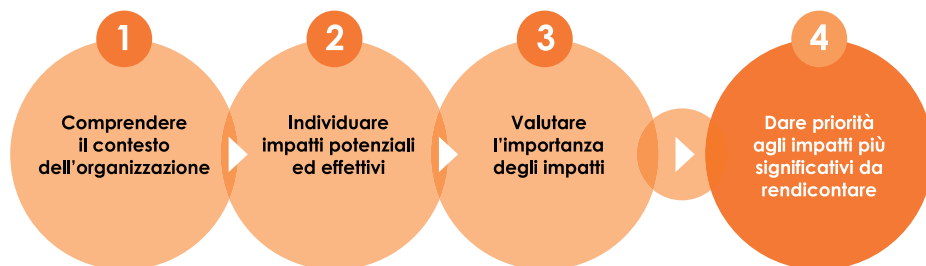 1
Comprendere
il contesto
dell'organizzazione
2
Individuare
impatti potenziali
ed effettivi
3
Valutare
l'importanza
degli impatti
4
Dare priorità
agli impatti più
significativi da
rendicontare